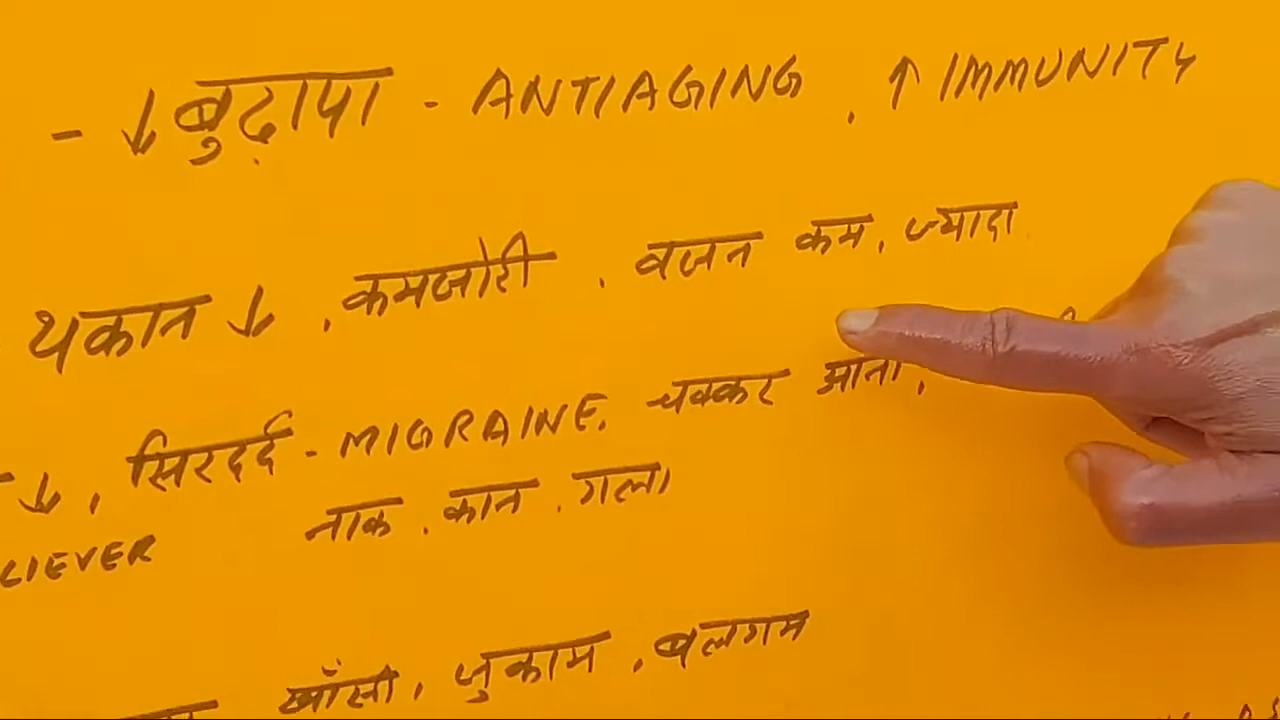 - ↓ बुढ़ापा - ANTIAGING , ↑ IMMUNITY
थकान ↓ , कमजोरी , वजन कम , ज्यादा
- ↓ , सिरदर्द - MIGRAINE, चक्कर आना ,
LIEVER नाक , कान , गला
खाँसी , जुकाम , बलगम